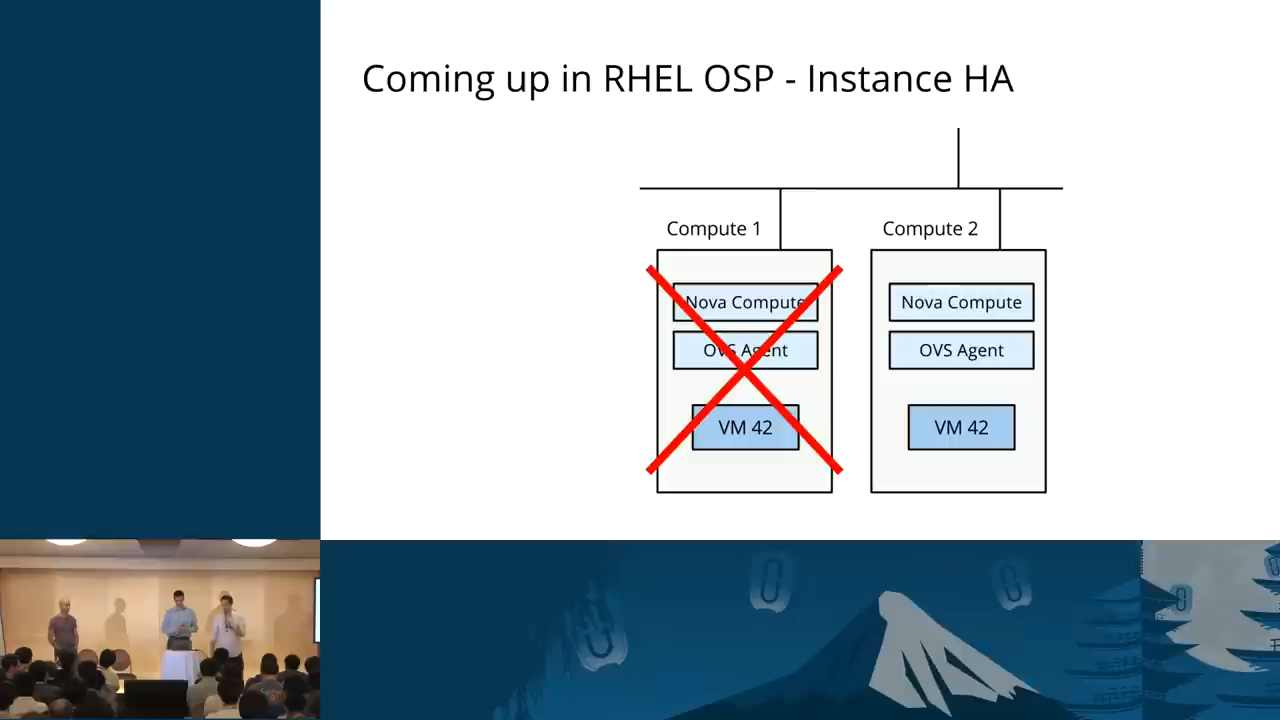 Coming up in RHEL OSP - Instance HA
Compute 1
Compute 2
Nova Compute
OVS Agent
VM 42
Nova Compute
OVS Agent
VM 42